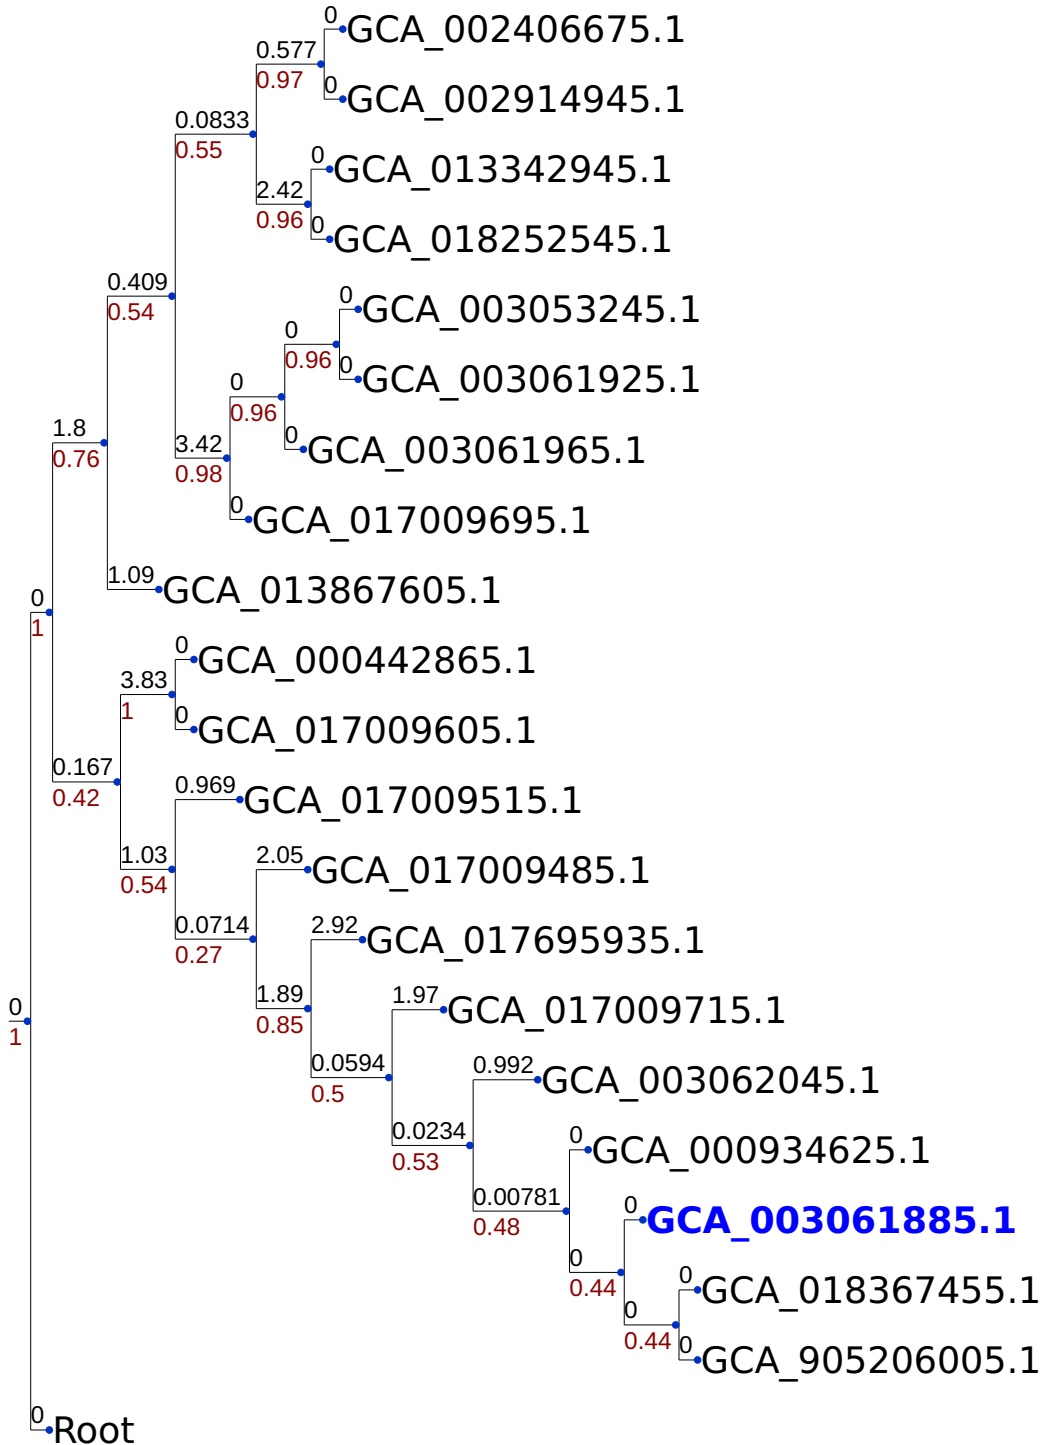 0
GCA_002406675.1
0.577
0.97
0
GCA_002914945.1
0.0833
0.55
0
GCA_013342945.1
2.42
0.96
0
GCA_018252545.1
0.409
0.54
0
GCA_003053245.1
0
0.96
0
GCA_003061925.1
0
0.96
0
GCA_003061965.1
3.42
0.98
0
GCA_017009695.1
1.8
0.76
1.09
GCA_013867605.1
0
1
0
GCA_000442865.1
3.83
1
0
GCA_017009605.1
0.167
0.42
0.969
GCA_017009515.1
1.03
0.54
2.05
GCA_017009485.1
0.0714
0.27
2.92
GCA_017695935.1
1.89
0.85
1.97
GCA_017009715.1
0
1
0.0594
0.5
0.992
GCA_003062045.1
0.0234
0.53
0
GCA_000934625.1
0.00781
0.48
0
GCA_003061885.1
0
0.44
0
GCA_018367455.1
0
0.44
0
GCA_905206005.1
0
Root